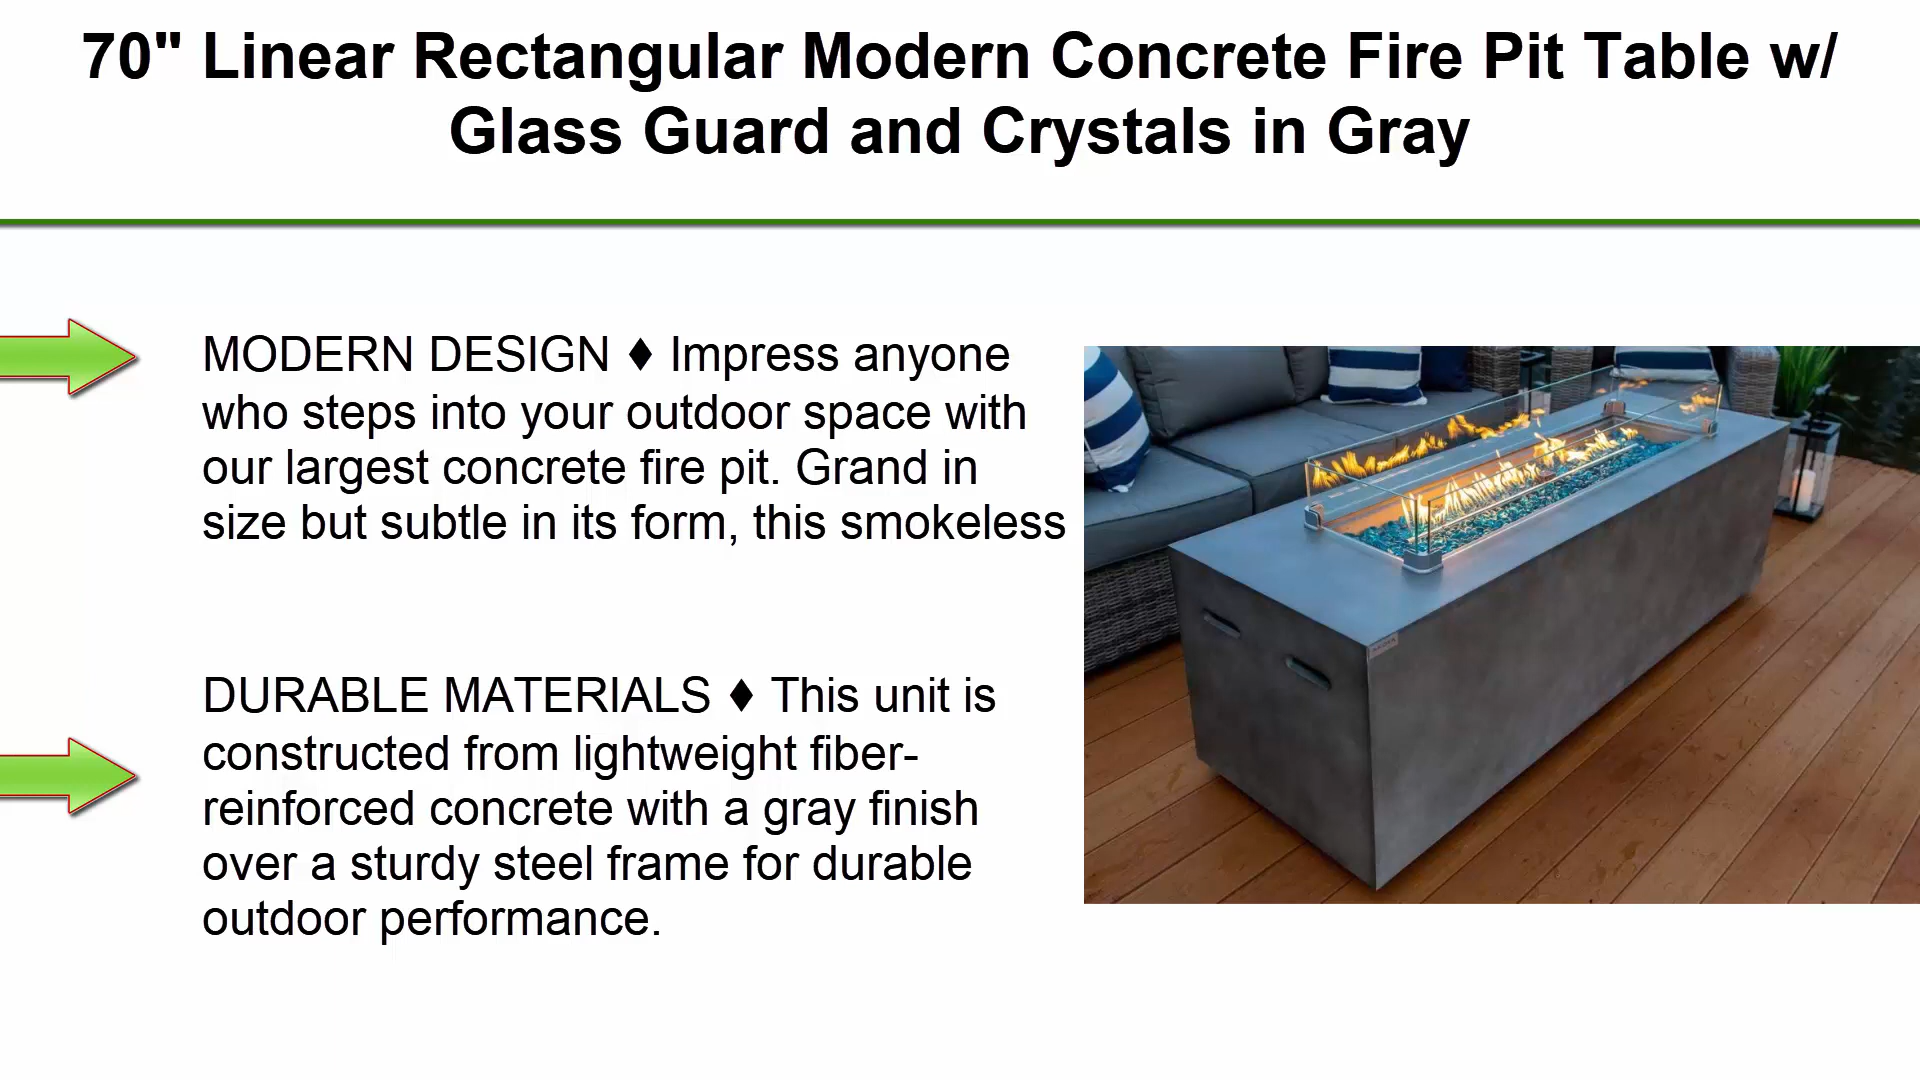 70" Linear Rectangular Modern Concrete Fire Pit Table w/
Glass Guard and Crystals in Gray
MODERN DESIGN ♦ Impress anyone
who steps into your outdoor space with
our largest concrete fire pit. Grand in
size but subtle in its form, this smokeless
DURABLE MATERIALS ♦ This unit is
constructed from lightweight fiber-
reinforced concrete with a gray finish
over a sturdy steel frame for durable
outdoor performance.